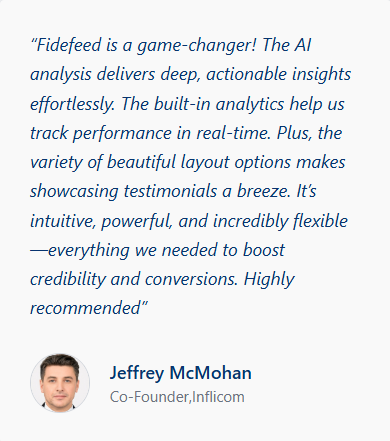 “Fidefeed is a game-changer! The AI
analysis delivers deep, actionable insights
effortlessly. The built-in analytics help us
track performance in real-time. Plus, the
variety of beautiful layout options makes
showcasing testimonials a breeze. It’s
intuitive, powerful, and incredibly flexible
—everything we needed to boost
credibility and conversions. Highly
recommended”
Jeffrey McMohan
Co-Founder,Inflicom